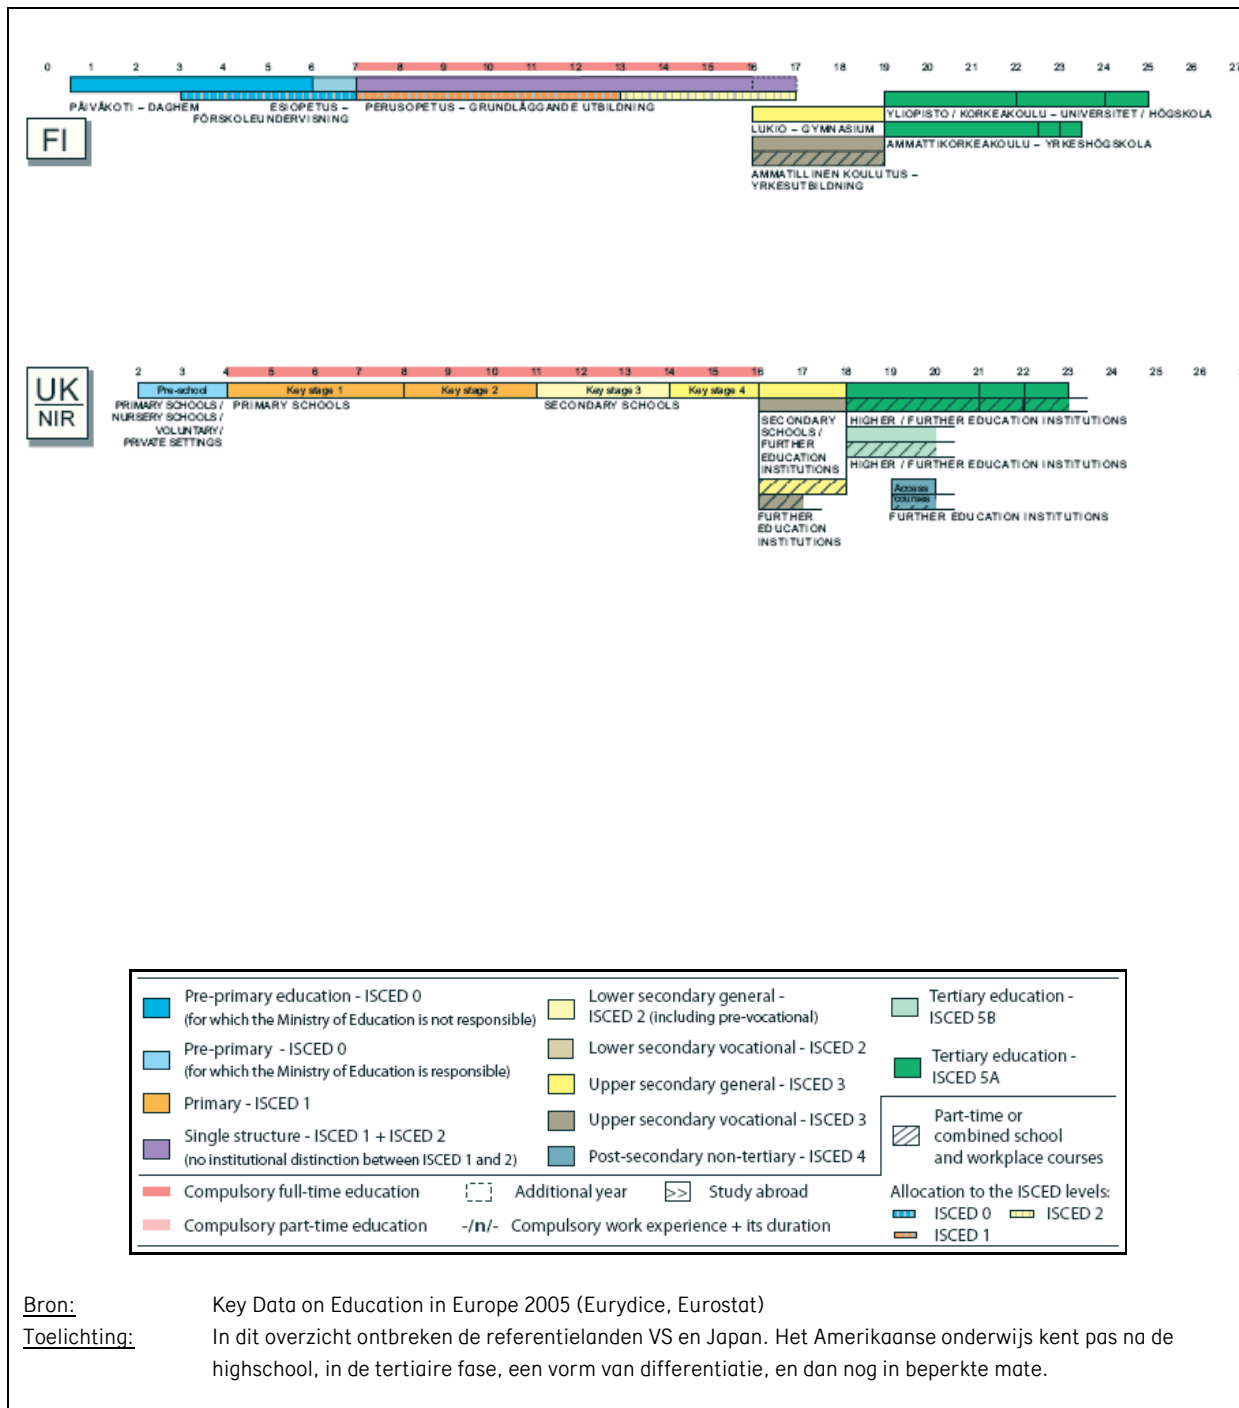 0 1 2 3 4 5 6 7 8 9 10 11 12 13 14 15 16 17 18 19 20 21 22 23 24 25 26 27
PÄIVÄKOTI – DAGHEM
ESIOPETUS –
FÖRSKOLEUNDERVISNING
PERUSOPETUS – GRUNDLÄGGANDE UTBILDNING
FI
LUKIO – GYMNASIUM
YLIOPISTO / KORKEAKOULU – UNIVERSITET / HÖGSKOLA
AMMATTIKORKEAKOULU – YRKESHÖGSKOLA
AMMATILLINEN KOULUTUS –
YRKESUTBILDNING
2 3 4 5 6 7 8 9 10 11 12 13 14 15 16 17 18 19 20 21 22 23 24 25 26
UK
NIR
Pre-school Key stage 1 Key stage 2 Key stage 3 Key stage 4
PRIMARY SCHOOLS /
NURSERY SCHOOLS /
VOLUNTARY /
PRIVATE SETTINGS
PRIMARY SCHOOLS
SECONDARY SCHOOLS
SECONDARY
SCHOOLS /
FURTHER
EDUCATION
INSTITUTIONS
HIGHER / FURTHER EDUCATION INSTITUTIONS
HIGHER / FURTHER EDUCATION INSTITUTIONS
Access
courses
FURTHER
EDUCATION
INSTITUTIONS
FURTHER EDUCATION INSTITUTIONS
Pre-primary education - ISCED 0
(for which the Ministry of Education is not responsible)
Pre-primary - ISCED 0
(for which the Ministry of Education is responsible)
Primary - ISCED 1
Single structure - ISCED 1 + ISCED 2
(no institutional distinction between ISCED 1 and 2)
Lower secondary general -
ISCED 2 (including pre-vocational)
Lower secondary vocational - ISCED 2
Upper secondary general - ISCED 3
Upper secondary vocational - ISCED 3
Post-secondary non-tertiary - ISCED 4
Tertiary education -
ISCED 5B
Tertiary education -
ISCED 5A
Part-time or
combined school
and workplace courses
Compulsory full-time education
Additional year
>> Study abroad
Compulsory part-time education
-/n/- Compulsory work experience + its duration
Allocation to the ISCED levels:
ISCED 0 ISCED 2
ISCED 1
Bron: Key Data on Education in Europe 2005 (Eurydice, Eurostat)
Toelichting: In dit overzicht ontbreken de referentielanden VS en Japan. Het Amerikaanse onderwijs kent pas na de
highschool, in de tertiaire fase, een vorm van differentiatie, en dan nog in beperkte mate.